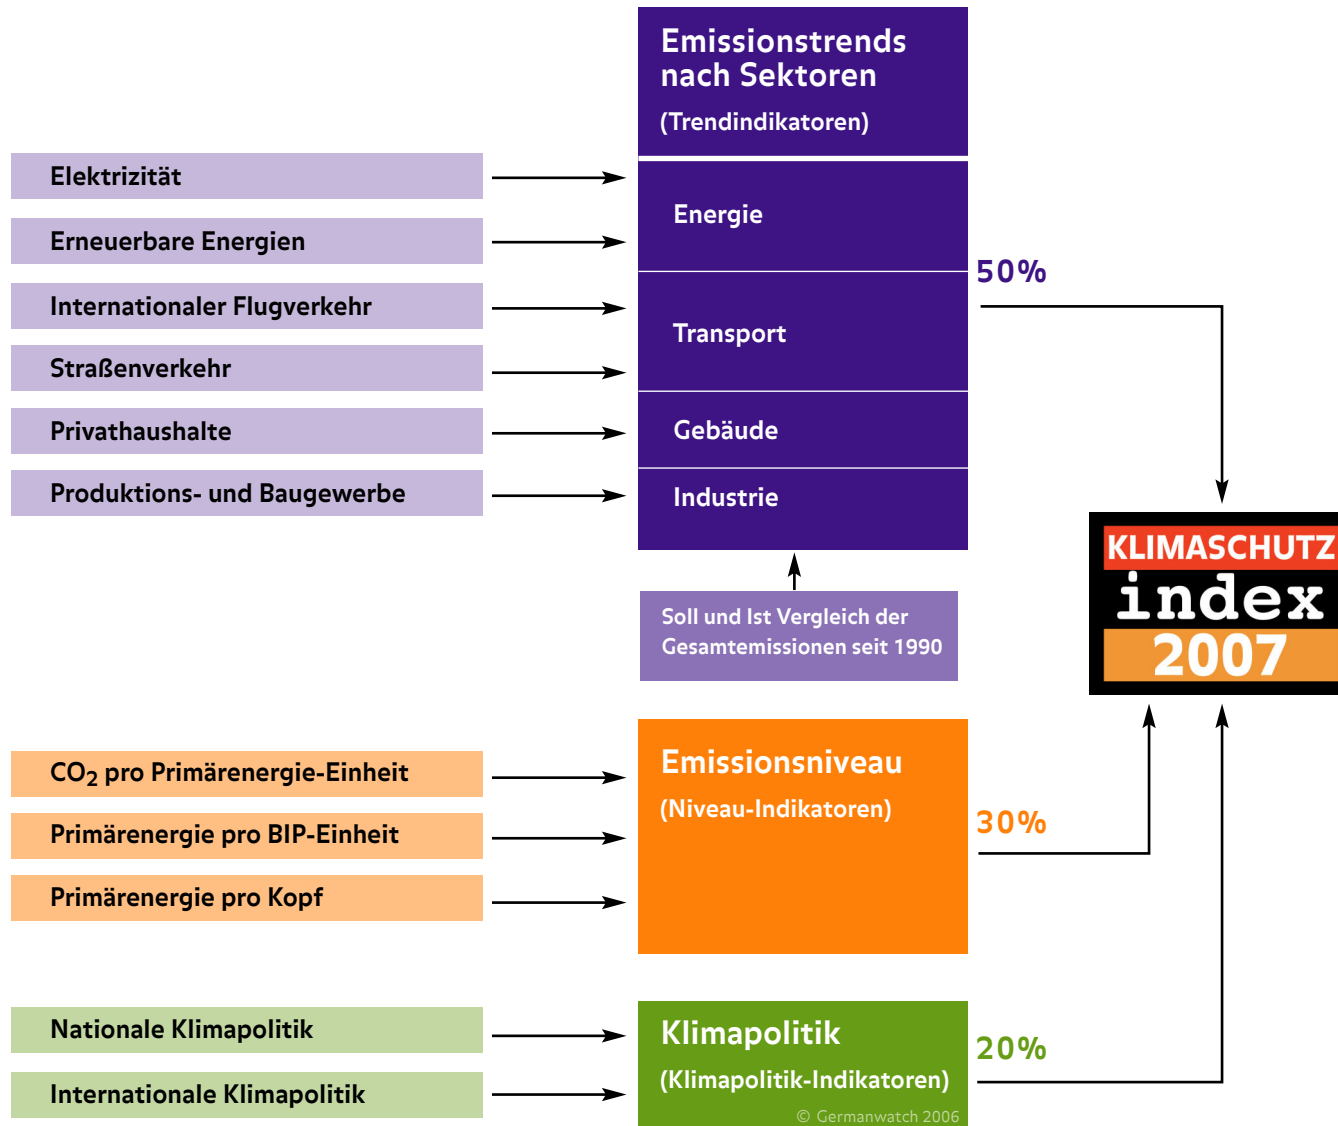 Emissionstrends
nach Sektoren
(Trendindikatoren)
Elektrizität
Erneuerbare Energien
Internationaler Flugverkehr
Straßenverkehr
Privathaushalte
Produktions- und Baugewerbe
Energie
Transport
Gebäude
Industrie
50%
Soll und Ist Vergleich der
Gesamtemissionen seit 1990
KLIMASCHUTZ
index
2007
CO2 pro Primärenergie-Einheit
Primärenergie pro BIP-Einheit
Primärenergie pro Kopf
Emissionsniveau
(Niveau-Indikatoren)
30%
Nationale Klimapolitik
Internationale Klimapolitik
Klimapolitik
(Klimapolitik-Indikatoren)
© Germanwatch 2006
20%